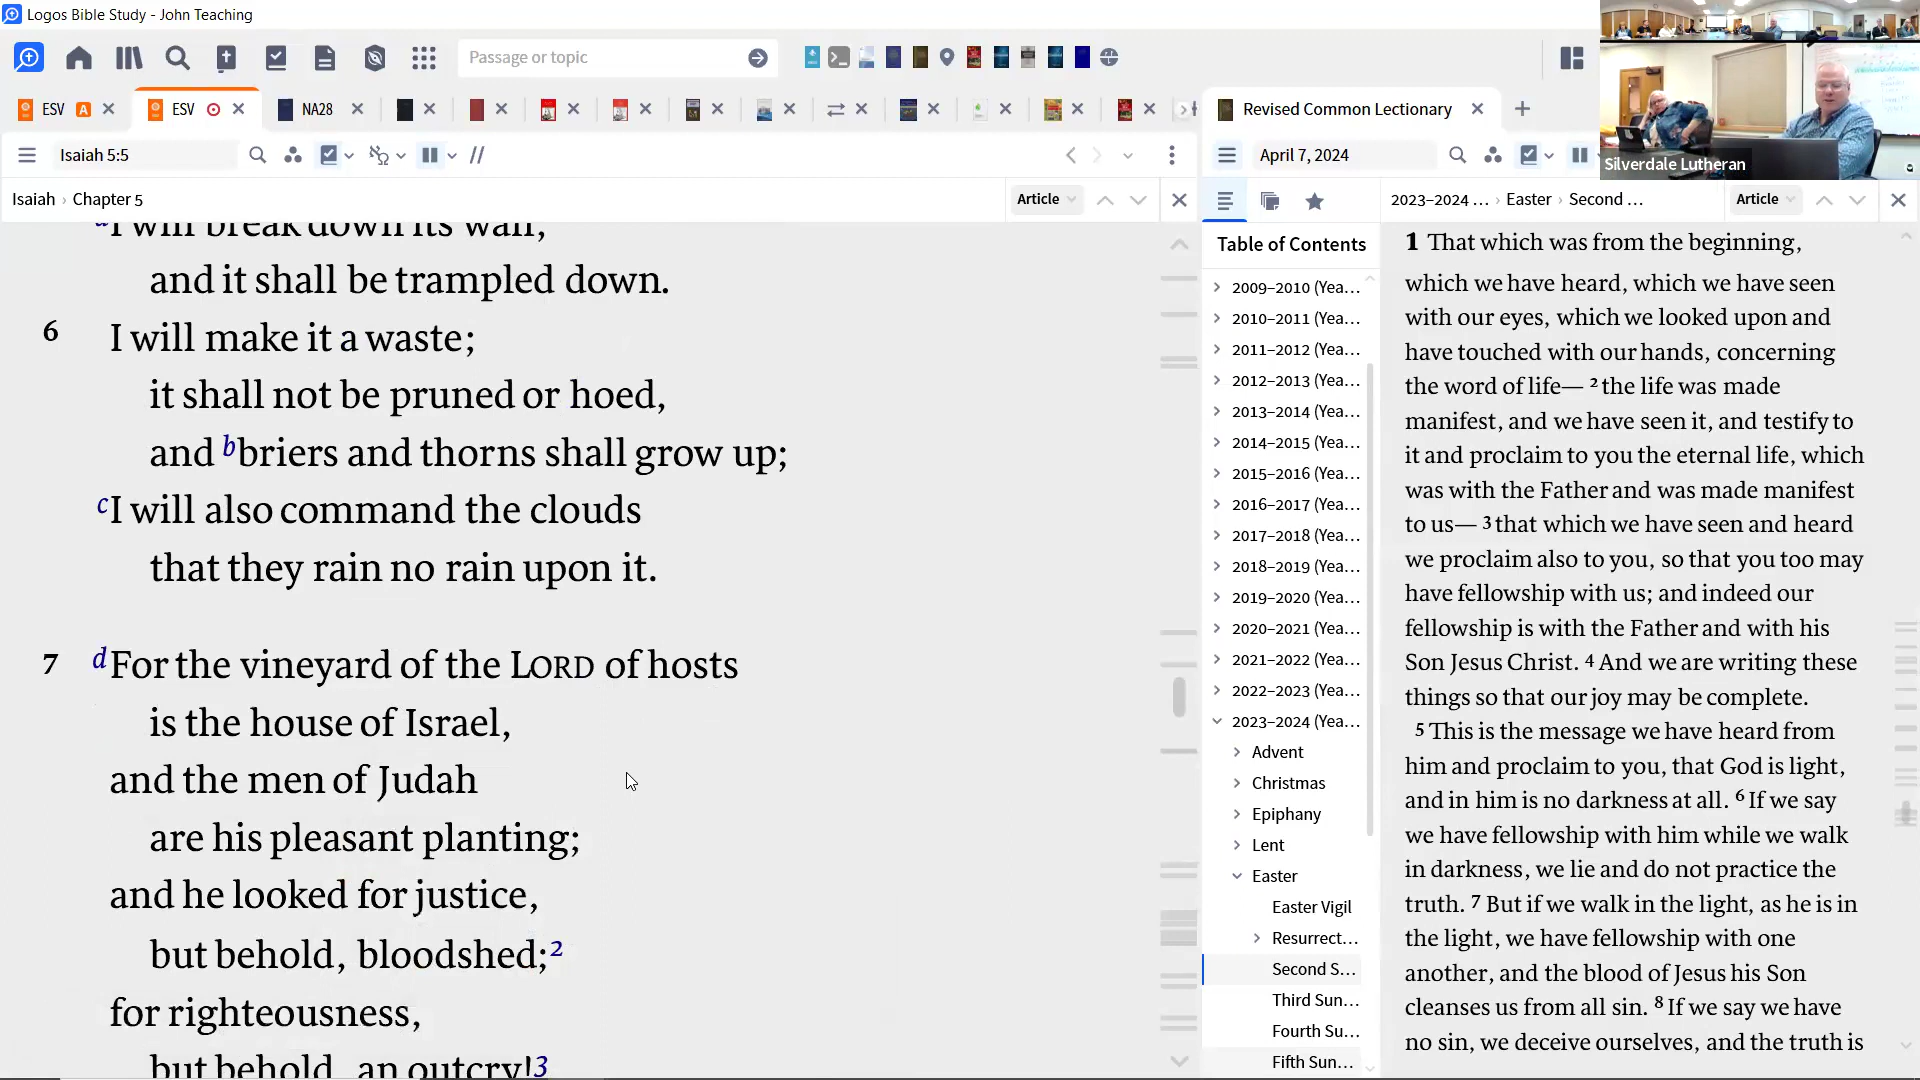 Logos Bible Study - John Teaching
Passage or topic
ESV A
ESV
NA28
Revised Common Lectionary
Isaiah 5:5
April 7, 2024
Silverdale Lutheran
Isaiah › Chapter 5
Article
2023–2024 ... › Easter › Second ...
Article
I will break down its wall,
and it shall be trampled down.
6 I will make it a waste;
it shall not be pruned or hoed,
and b briers and thorns shall grow up;
c I will also command the clouds
that they rain no rain upon it.
7 d For the vineyard of the LORD of hosts
is the house of Israel,
and the men of Judah
are his pleasant planting;
and he looked for justice,
but behold, bloodshed;2
for righteousness,
but behold, an outcry!3
Table of Contents
2009–2010 (Yea...
2010–2011 (Yea...
2011–2012 (Yea...
2012–2013 (Yea...
2013–2014 (Yea...
2014–2015 (Yea...
2015–2016 (Yea...
2016–2017 (Yea...
2017–2018 (Yea...
2018–2019 (Yea...
2019–2020 (Yea...
2020–2021 (Yea...
2021–2022 (Yea...
2022–2023 (Yea...
2023–2024 (Yea...
Advent
Christmas
Epiphany
Lent
Easter
Easter Vigil
Resurrect...
Second S...
Third Sun...
Fourth Su...
Fifth Sun...
1 That which was from the beginning,
which we have heard, which we have seen
with our eyes, which we looked upon and
have touched with our hands, concerning
the word of life— 2 the life was made
manifest, and we have seen it, and testify to
it and proclaim to you the eternal life, which
was with the Father and was made manifest
to us— 3 that which we have seen and heard
we proclaim also to you, so that you too may
have fellowship with us; and indeed our
fellowship is with the Father and with his
Son Jesus Christ. 4 And we are writing these
things so that our joy may be complete.
5 This is the message we have heard from
him and proclaim to you, that God is light,
and in him is no darkness at all. 6 If we say
we have fellowship with him while we walk
in darkness, we lie and do not practice the
truth. 7 But if we walk in the light, as he is in
the light, we have fellowship with one
another, and the blood of Jesus his Son
cleanses us from all sin. 8 If we say we have
no sin, we deceive ourselves, and the truth is